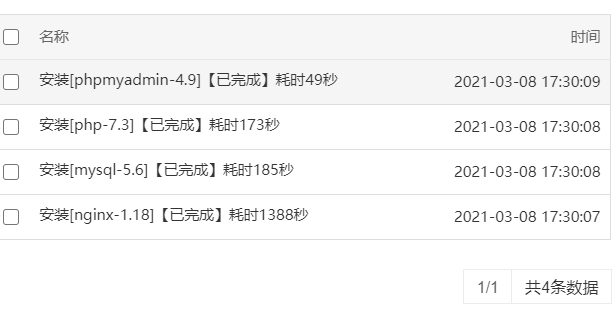 名称 时间
安装[phpmyadmin-4.9]【已完成】耗时49秒 2021-03-08 17:30:09
安装[php-7.3]【已完成】耗时173秒 2021-03-08 17:30:08
安装[mysql-5.6]【已完成】耗时185秒 2021-03-08 17:30:08
安装[nginx-1.18]【已完成】耗时1388秒 2021-03-08 17:30:07
1/1 共4条数据